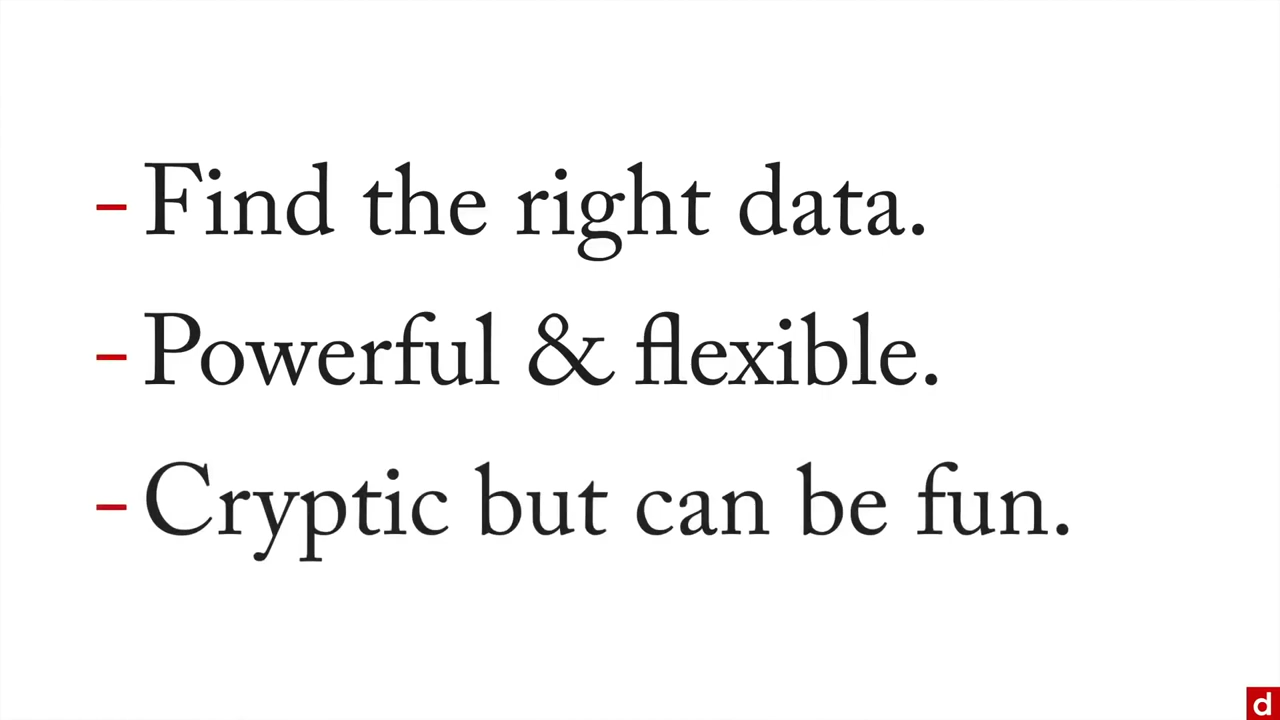 - Find the right data.
- Powerful & flexible.
- Cryptic but can be fun.
d